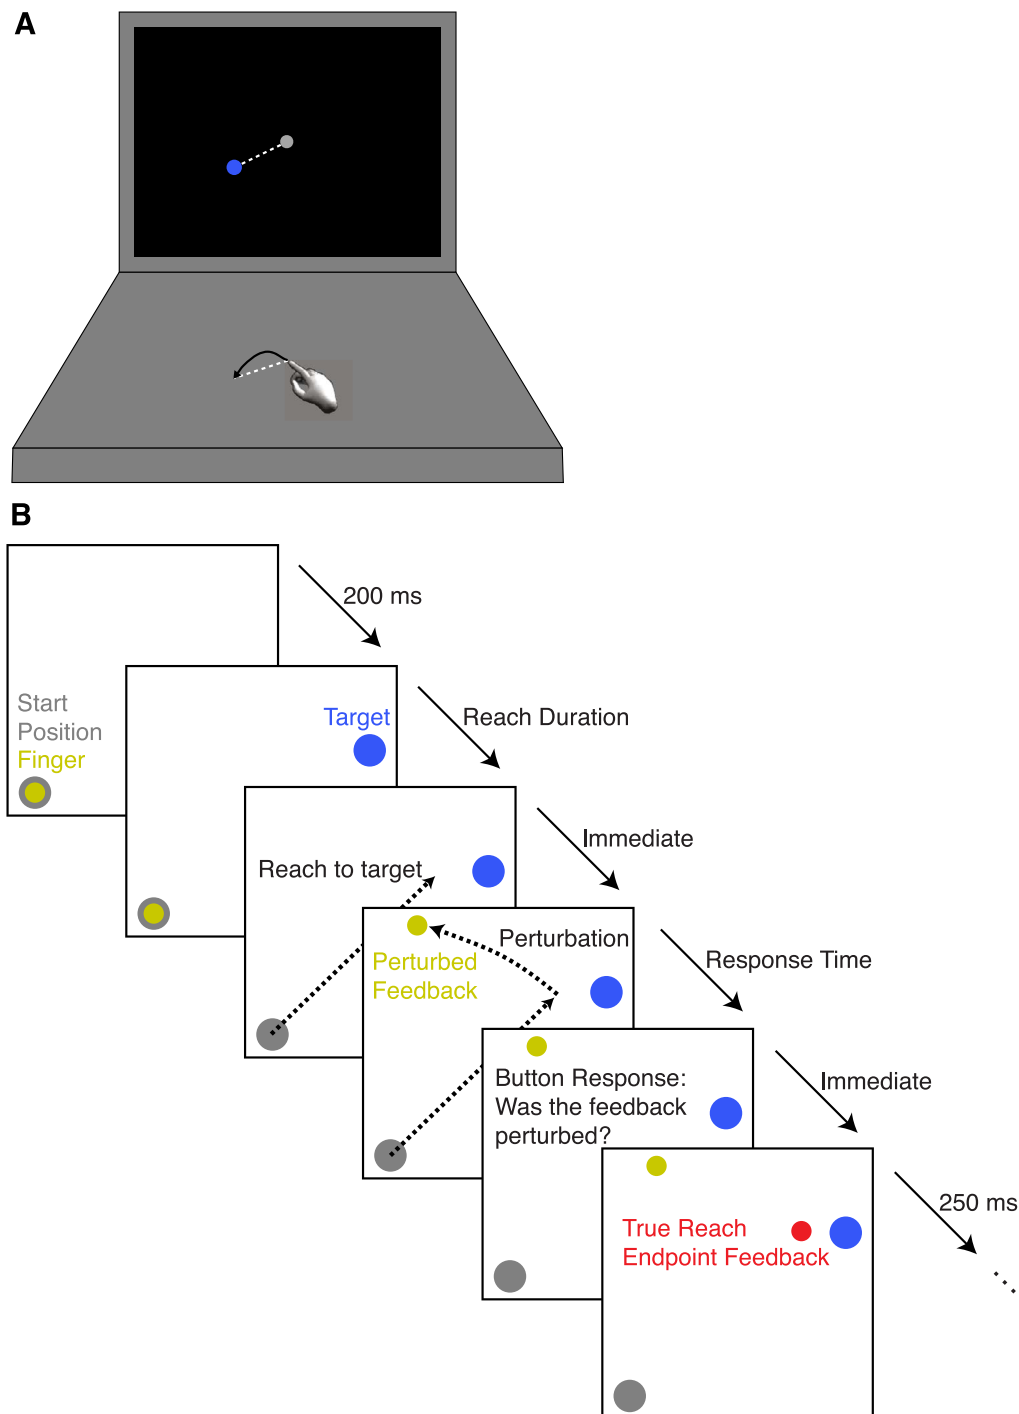 A
B
200 ms
Start
Position
Finger
Target
Reach Duration
Reach to target
Immediate
Perturbation
Perturbed
Feedback
Response Time
Button Response:
Was the feedback
perturbed?
Immediate
True Reach
Endpoint Feedback
250 ms